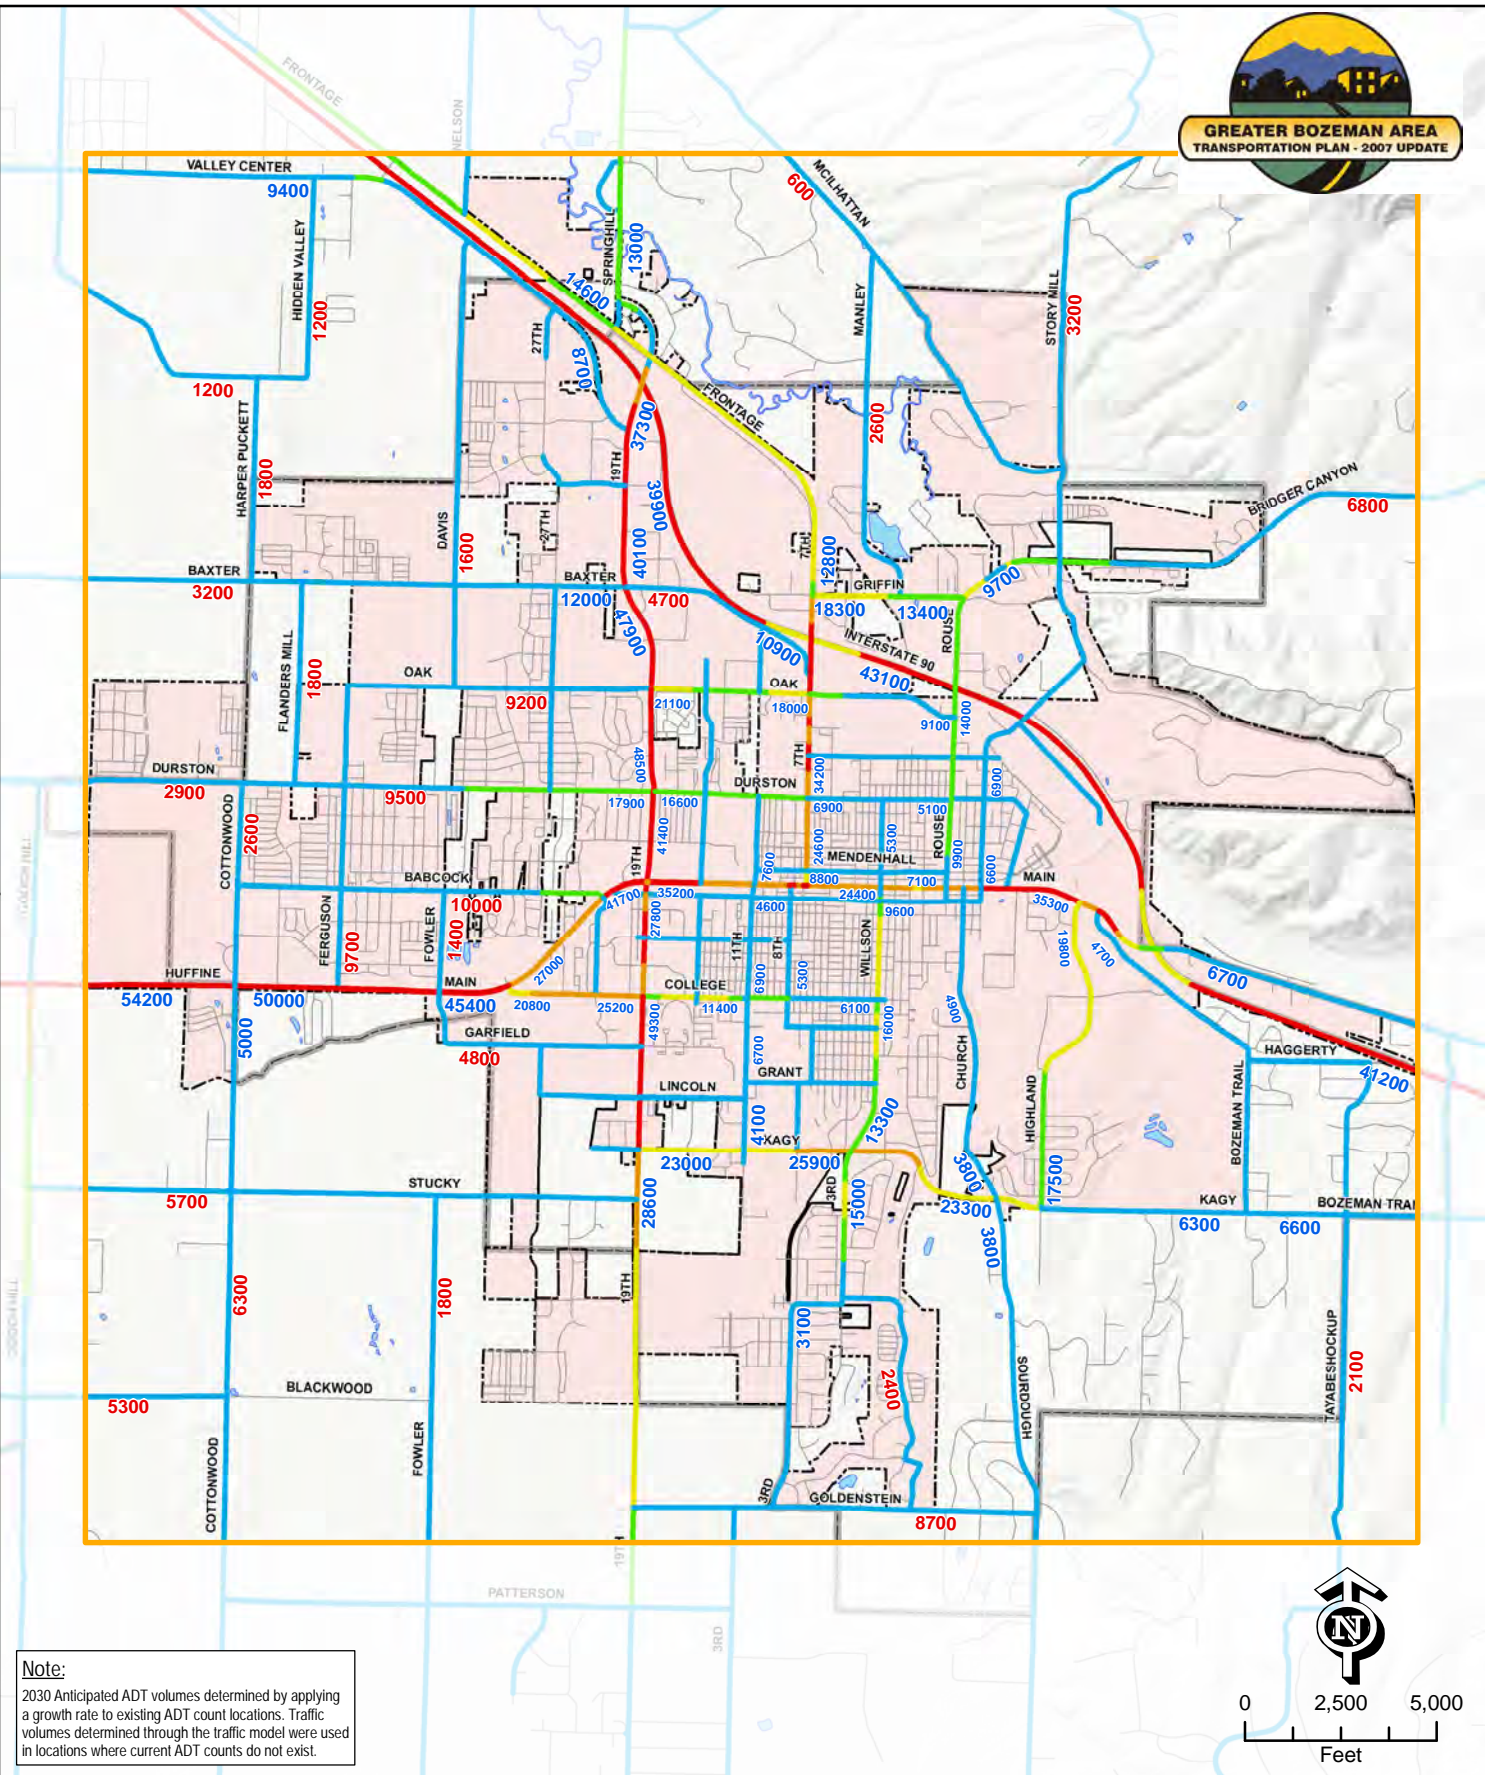 GREATER BOZEMAN AREA
TRANSPORTATION PLAN - 2007 UPDATE
FRONTAGE
NELSON
VALLEY CENTER
9400
HIDDEN VALLEY
1200
1200
HARPER PUCKETT
1800
SPRINGHILL
13000
14600
27TH
8700
37300
19TH
39900
40100
FRONTAGE
MCILHATTAN
600
MANLEY
2600
STORY MILL
3200
BRIDGER CANYON
6800
DAVIS
1600
27TH
BAXTER
3200
BAXTER
12000
4700
47900
7TH
12800
GRIFFIN
18300
13400
9700
ROUSE
INTERSTATE 90
43100
10900
FLANDERS MILL
1800
OAK
9200
OAK
21100
18000
9100
14000
48500
7TH
34200
6900
DURSTON
2900
9500
DURSTON
17900
16600
6900
5100
COTTONWOOD
2600
41400
24600
5300
ROUSE
9900
6600
MENDENHALL
7600
8800
7100
19TH
BABCOCK
10000
41700
35200
24400
MAIN
35300
4600
9600
27800
FERGUSON
9700
FOWLER
1400
11TH
8TH
WILLSON
19800
4700
6700
HUFFINE
54200
50000
MAIN
45400
27000
COLLEGE
20800
25200
11400
6900
5300
6100
16000
4900
5000
GARFIELD
4800
49300
6700
GRANT
CHURCH
HIGHLAND
HAGGERTY
41200
BOZEMAN TRAIL
LINCOLN
4100
13300
KAGY
23000
25900
3RD
15000
3800
23300
3800
17500
KAGY
6300
6600
BOZEMAN TRAI
STUCKY
5700
28600
6300
1800
19TH
3100
2400
SOURDOUGH
TAYABESHOCKUP
2100
BLACKWOOD
5300
COTTONWOOD
FOWLER
3RD
GOLDENSTEIN
8700
19TH
PATTERSON
3RD
Note:
2030 Anticipated ADT volumes determined by applying
a growth rate to existing ADT count locations. Traffic
volumes determined through the traffic model were used
in locations where current ADT counts do not exist.
N
0 2,500 5,000
Feet